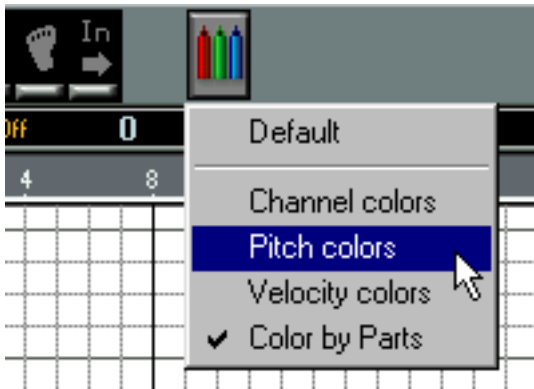 In
Off 0
4 8
Default
Channel colors
Pitch colors
Velocity colors
Color by Parts